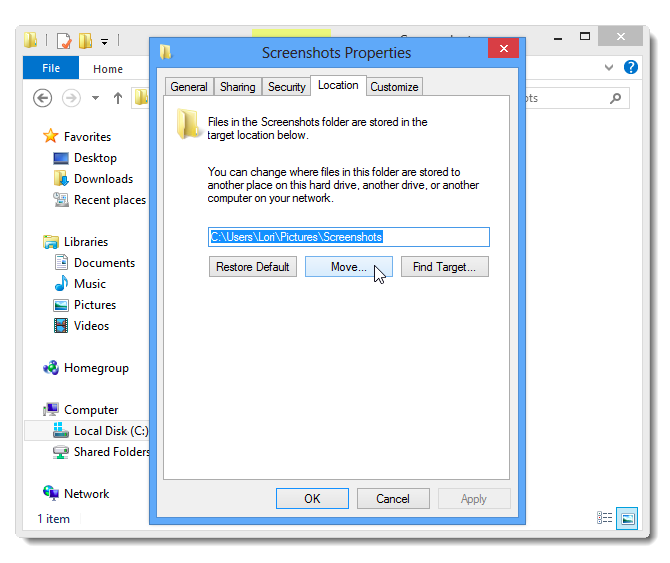 Screenshots Properties
File
Home
General
Sharing
Security
Location
Customize
Files in the Screenshots folder are stored in the
target location below.
You can change where files in this folder are stored to
another place on this hard drive, another drive, or another
computer on your network.
C:\Users\Lori\Pictures\Screenshots
Restore Default
Move...
Find Target...
OK
Cancel
Apply
Favorites
Desktop
Downloads
Recent places
Libraries
Documents
Music
Pictures
Videos
Homegroup
Computer
Local Disk (C:)
Shared Folders
Network
1 item